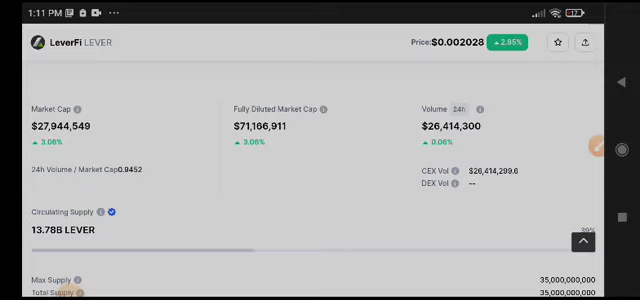 1:11 PM
17
LeverFi LEVER
Price:$0.002028 ▲ 2.85%
Market Cap
$27,944,549
▲ 3.06%
24h Volume / Market Cap0.9452
Fully Diluted Market Cap
$71,166,911
▲ 3.06%
Volume 24h
$26,414,300
▲ 0.06%
CEX Vol $26,414,299.6
DEX Vol --
Circulating Supply
13.78B LEVER
39%
Max Supply 35,000,000,000
Total Supply 35,000,000,000